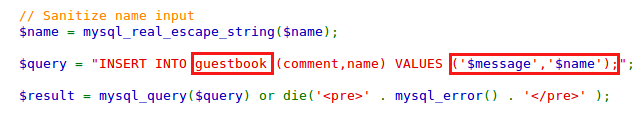 // Sanitize name input
$name = mysql_real_escape_string($name);
$query = "INSERT INTO guestbook (comment,name) VALUES ('$message','$name');";
$result = mysql_query($query) or die('<pre>' . mysql_error() . '</pre>' );